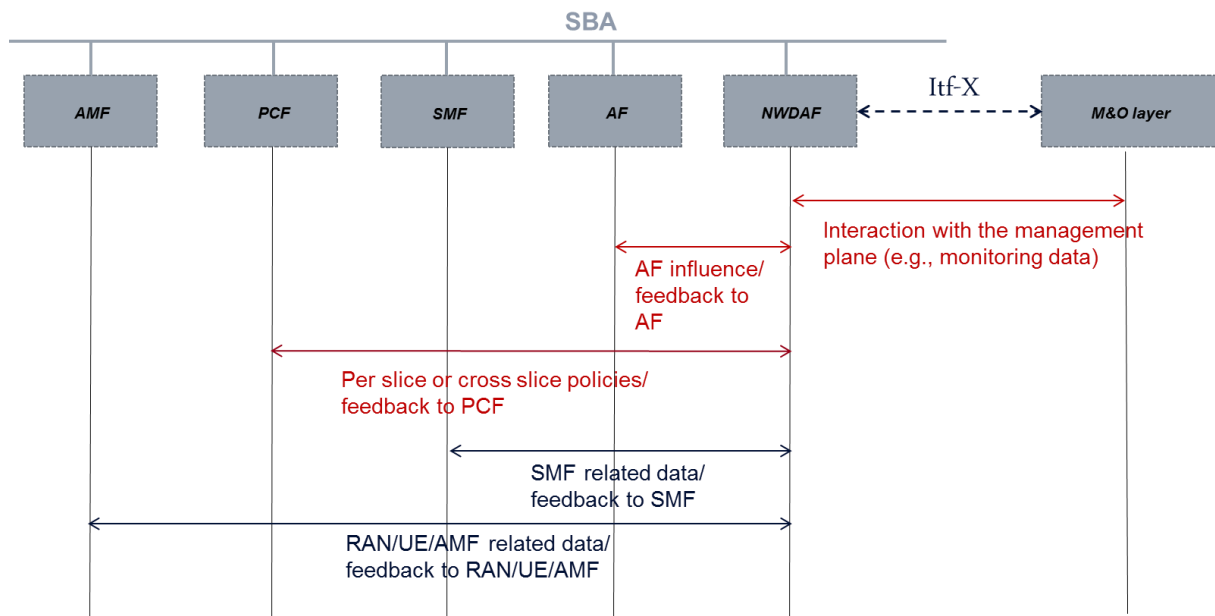 SBA
Itf-X
AMF
PCF
SMF
AF
NWDAF
M&O layer
Interaction with the management
plane (e.g., monitoring data)
AF influence/
feedback to
AF
Per slice or cross slice policies/
feedback to PCF
SMF related data/
feedback to SMF
RAN/UE/AMF related data/
feedback to RAN/UE/AMF